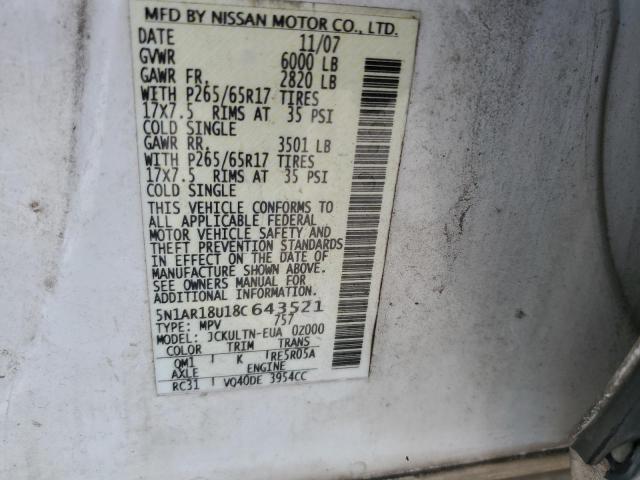 MFD BY NISSAN MOTOR CO., LTD.
DATE 11/07
GVWR 6000 LB
GAWR FR. 2820 LB
WITH P265/65R17 TIRES
17X7.5 RIMS AT 35 PSI
COLD SINGLE
GAWR RR. 3501 LB
WITH P265/65R17 TIRES
17X7.5 RIMS AT 35 PSI
COLD SINGLE
THIS VEHICLE CONFORMS TO
ALL APPLICABLE FEDERAL
MOTOR VEHICLE SAFETY AND
THEFT PREVENTION STANDARDS
IN EFFECT ON THE DATE OF
MANUFACTURE SHOWN ABOVE.
SEE OWNERS MANUAL FOR
ADDITIONAL INFORMATION.
5N1AR18U18C643521
TYPE: MPV 757
MODEL: JCKULTN-EUA 0Z000
COLOR TRIM TRANS
QM1 K RE5R05A
AXLE ENGINE
RC31 VQ40DE 3954CC